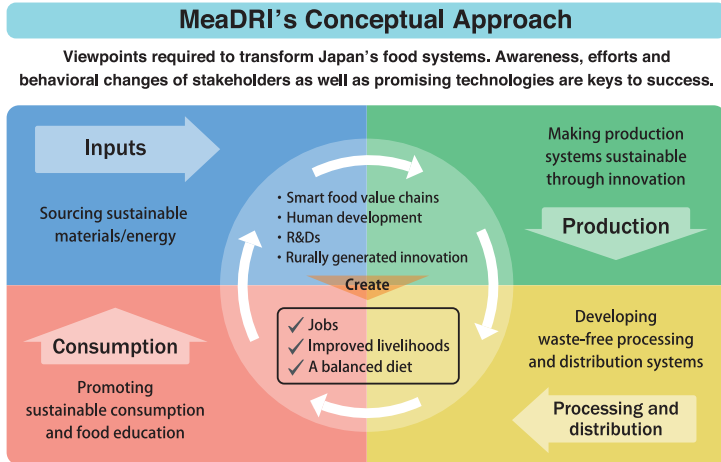 MeaDRI's Conceptual Approach
Viewpoints required to transform Japan's food systems. Awareness, efforts and
behavioral changes of stakeholders as well as promising technologies are keys to success.
Inputs
Sourcing sustainable
materials/energy
Making production
systems sustainable
through innovation
Production
• Smart food value chains
• Human development
• R&Ds
• Rurally generated innovation
Create
✓ Jobs
✓ Improved livelihoods
✓ A balanced diet
Consumption
Promoting
sustainable consumption
and food education
Developing
waste-free processing
and distribution systems
Processing and
distribution